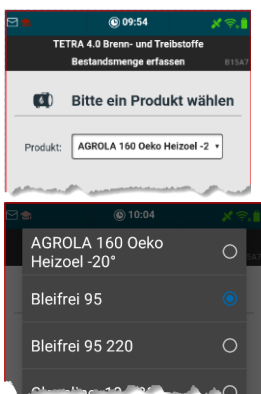 09:54
TETRA 4.0 Brenn- und Treibstoffe
Bestandsmenge erfassen B15A7
Bitte ein Produkt wählen
Produkt: AGROLA 160 Oeko Heizoel -2
10:04
AGROLA 160 Oeko
Heizoel -20°
Bleifrei 95
Bleifrei 95 220